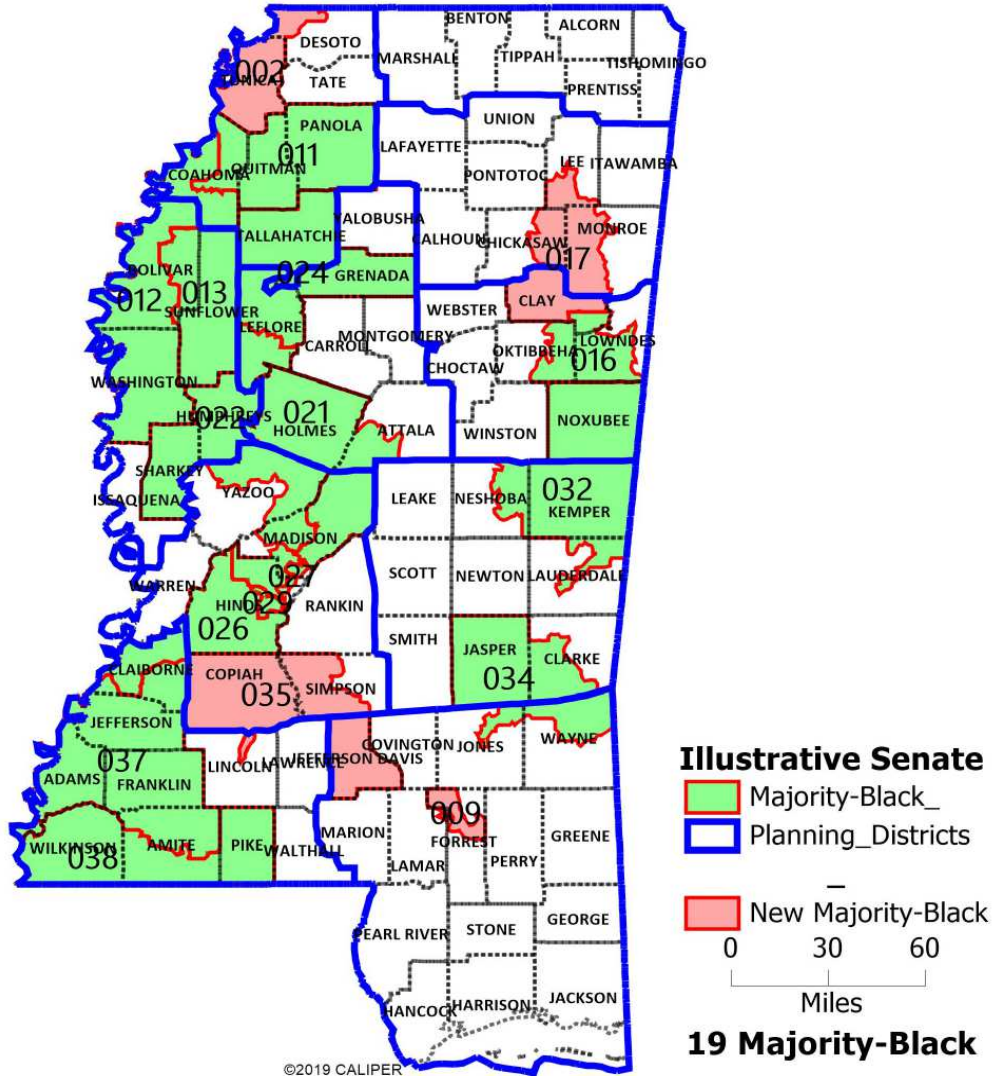 BENTON
ALCORN
DESOTO
MARSHALL
TIPPAH
TISHOMINGO
002
TUNICA
TATE
PRENTISS
PANOLA
UNION
011
LAFAYETTE
LEE
ITAWAMBA
COAHOMA
QUITMAN
PONTOTOC
YALOBUSHA
TALLAHATCHIE
CALHOUN
CHICKASAW
MONROE
017
BOLIVAR
013
024
GRENADA
012
SUNFLOWER
CLAY
WEBSTER
LEFLORE
MONTGOMERY
CARROLL
OKTIBBEHA
LOWNDES
016
CHOCTAW
WASHINGTON
HUMPHREYS
022
021
HOLMES
ATTALA
WINSTON
NOXUBEE
SHARKEY
ISSAQUENA
YAZOO
LEAKE
NESHOBA
032
KEMPER
MADISON
WARREN
027
SCOTT
NEWTON
LAUDERDALE
HINDS
029
RANKIN
026
SMITH
JASPER
CLARKE
CLAIBORNE
COPIAH
035
SIMPSON
034
JEFFERSON
COVINGTON
JONES
WAYNE
037
LINCOLN
LAWRENCE
JEFFERSON DAVIS
ADAMS
FRANKLIN
009
MARION
FORREST
GREENE
WILKINSON
038
AMITE
PIKE
WALTHALL
LAMAR
PERRY
PEARL RIVER
STONE
GEORGE
HANCOCK
HARRISON
JACKSON
©2019 CALIPER
Illustrative Senate
Majority-Black_
Planning_Districts
_
New Majority-Black
0 30 60
Miles
19 Majority-Black